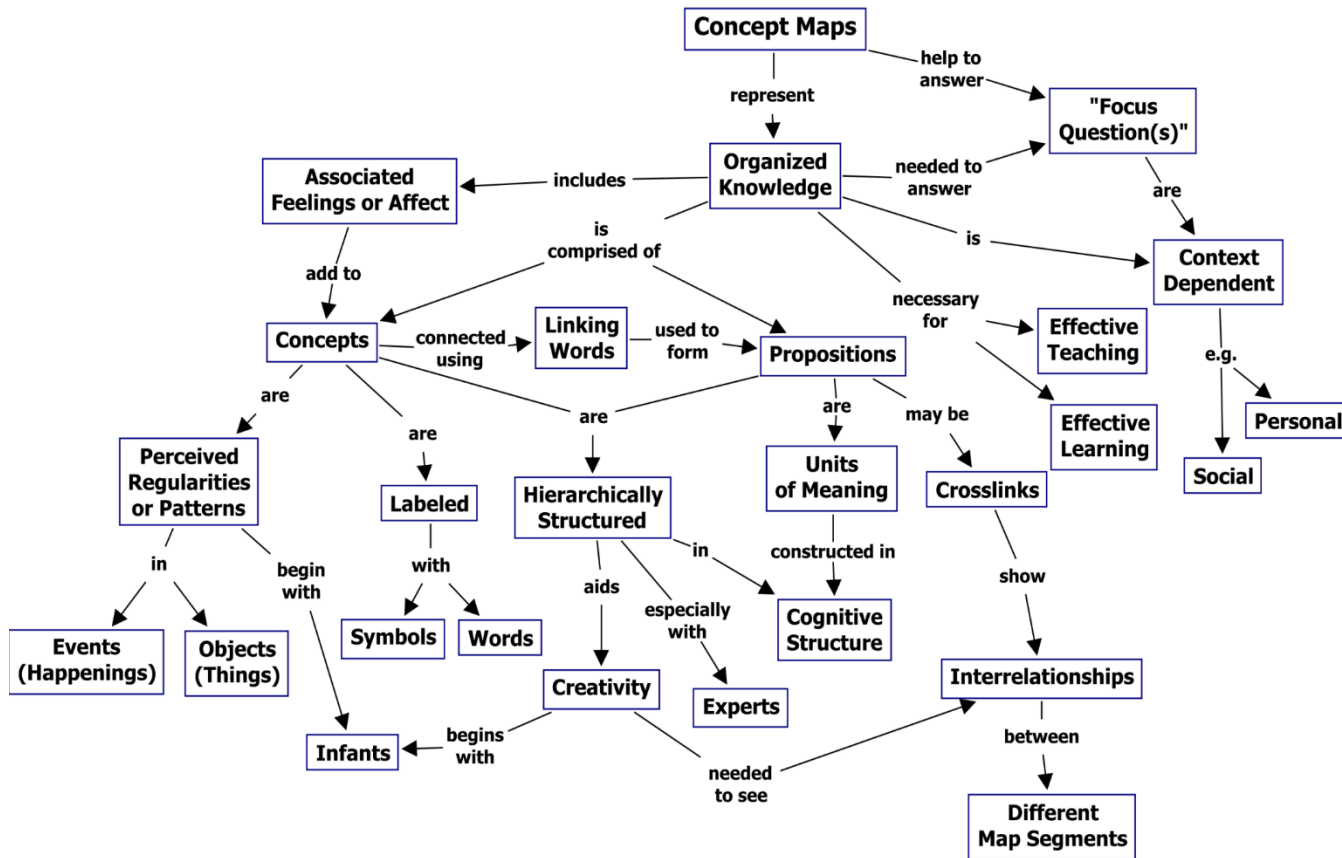 Concept Maps
help to
answer
represent
"Focus
Question(s)"
Organized
Knowledge
needed to
answer
includes
Associated
Feelings or Affect
are
is
comprised of
is
Context
Dependent
add to
necessary
for
Concepts
connected
using
Linking
Words
used to
form
Propositions
Effective
Teaching
e.g.
are
are
are
are
may be
Effective
Learning
Personal
Perceived
Regularities
or Patterns
Labeled
Hierarchically
Structured
Units
of Meaning
Crosslinks
Social
in
begin
with
with
aids
in
constructed in
show
especially
with
Events
(Happenings)
Objects
(Things)
Symbols
Words
Cognitive
Structure
Creativity
Experts
Interrelationships
Infants
begins
with
needed
to see
between
Different
Map Segments